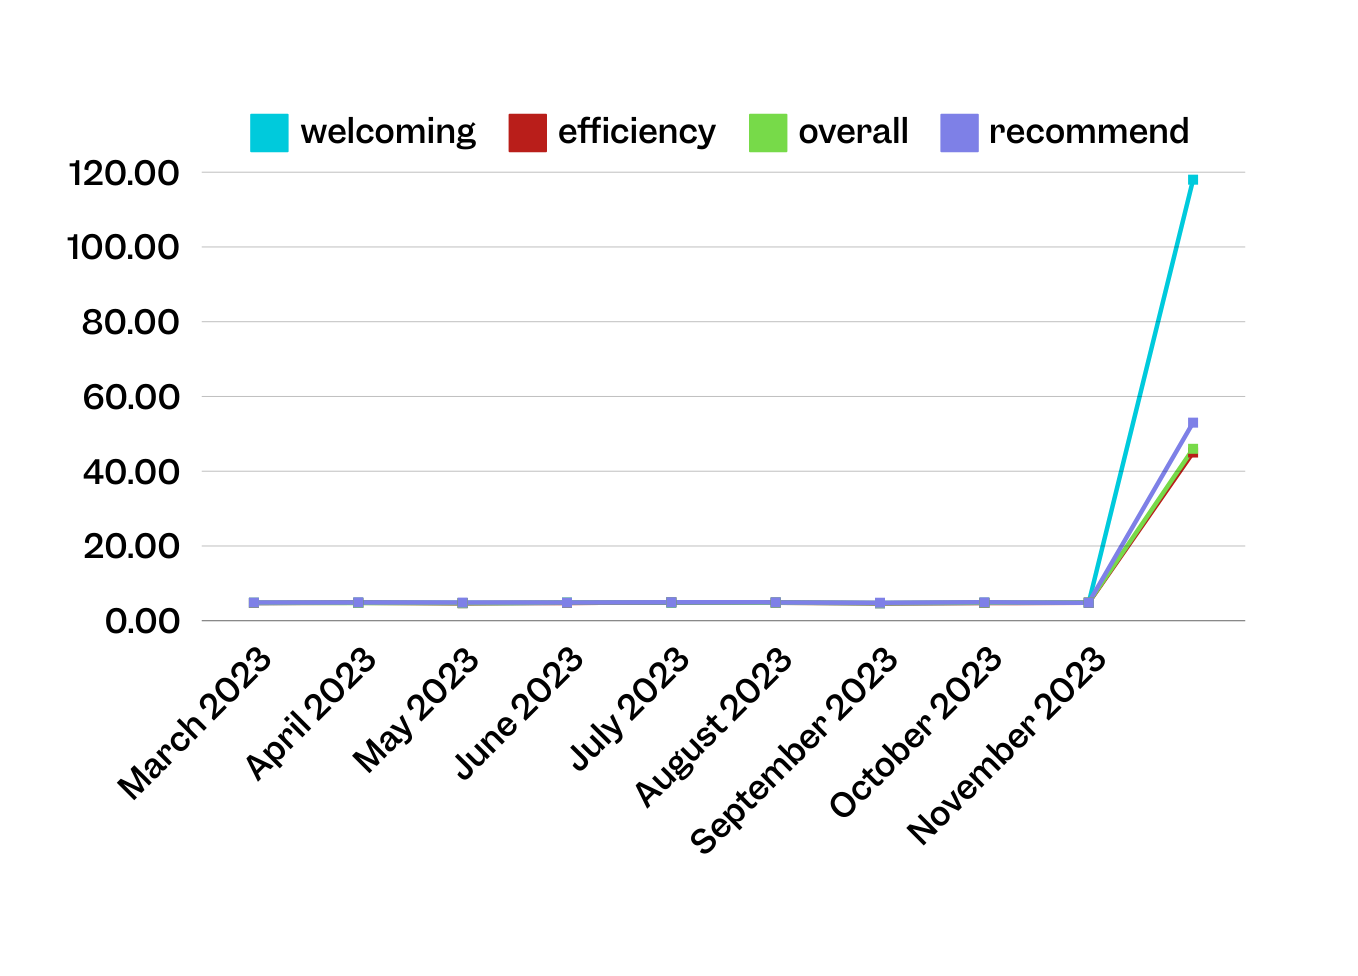 welcoming efficiency overall recommend
120.00
100.00
80.00
60.00
40.00
20.00
0.00
March 2023
April 2023
May 2023
June 2023
July 2023
August 2023
September 2023
October 2023
November 2023